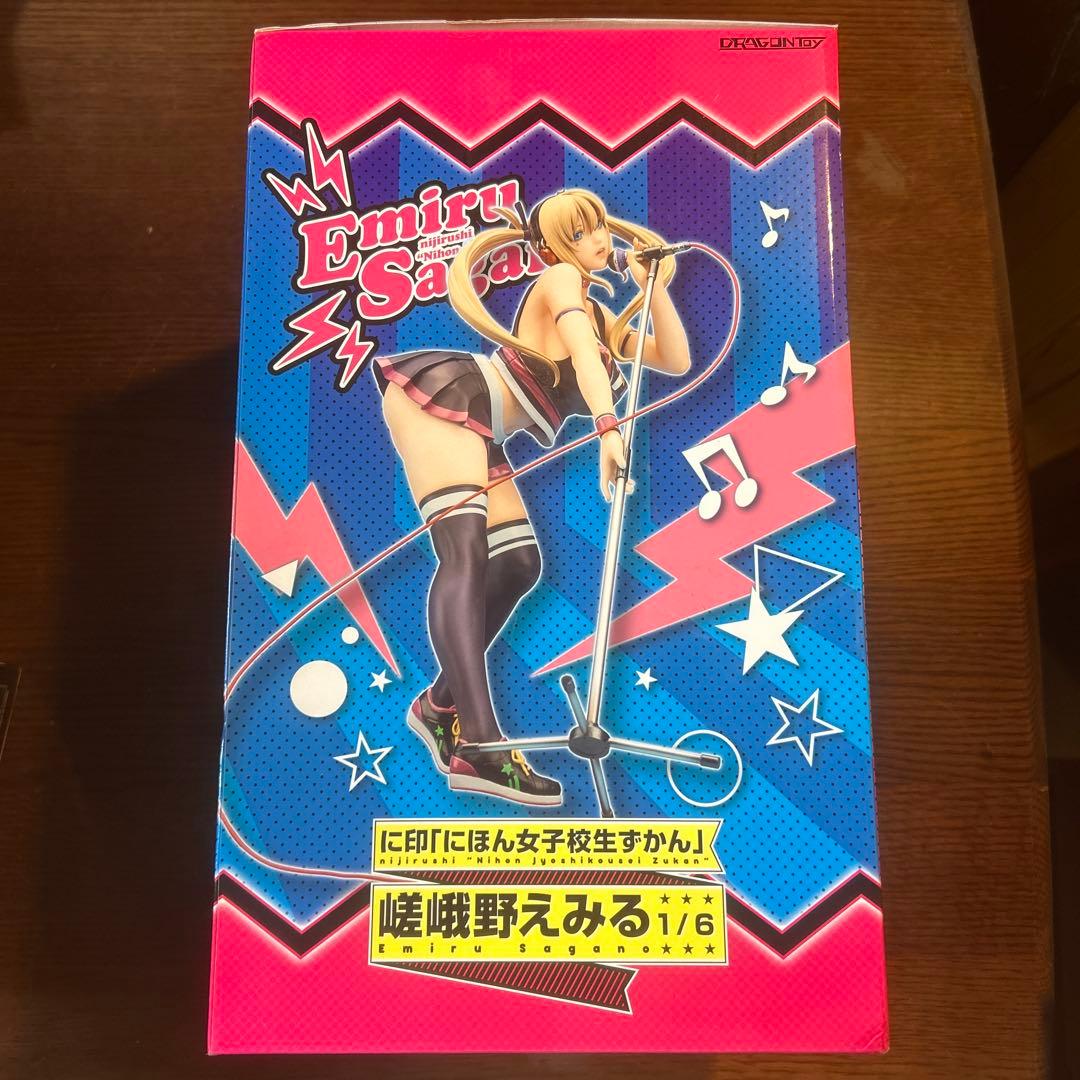 DRAGONToy
Emiru
nijirushi
"Nihon
Saga
に印「にほん女子校生ずかん」
nijirushi "Nihon Jyoshikousei Zukan"
嵯峨野えみる 1/6
Emiru Sagano